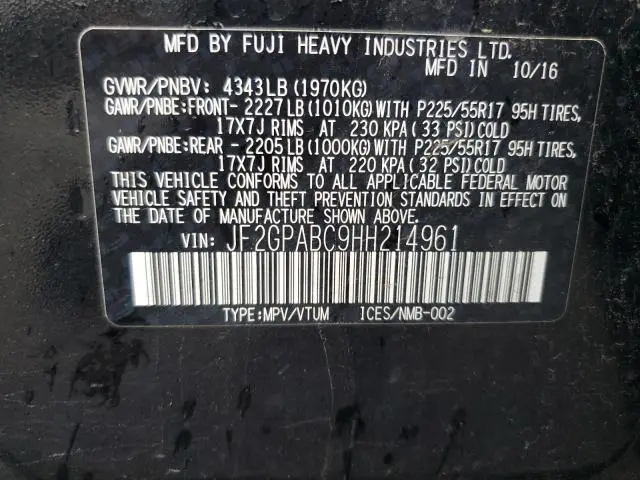 MFD BY FUJI HEAVY INDUSTRIES LTD.
MFD IN 10/16
GVWR/PNBV: 4343LB (1970KG)
GAWR/PNBE:FRONT- 2227LB(1010KG)WITH P225/55R17 95H TIRES,
17X7J RIMS AT 230 KPA (33 PSI)COLD
GAWR/PNBE:REAR - 2205LB(1000KG)WITH P225/55R17 95H TIRES,
17X7J RIMS AT 220 KPA (32 PSI)COLD
THIS VEHICLE CONFORMS TO ALL APPLICABLE FEDERAL MOTOR
VEHICLE SAFETY AND THEFT PREVENTION STANDARDS IN EFFECT
ON THE DATE OF MANUFACTURE SHOWN ABOVE.
VIN: JF2GPABC9HH214961
TYPE:MPV/VTUM ICES/NMB-002